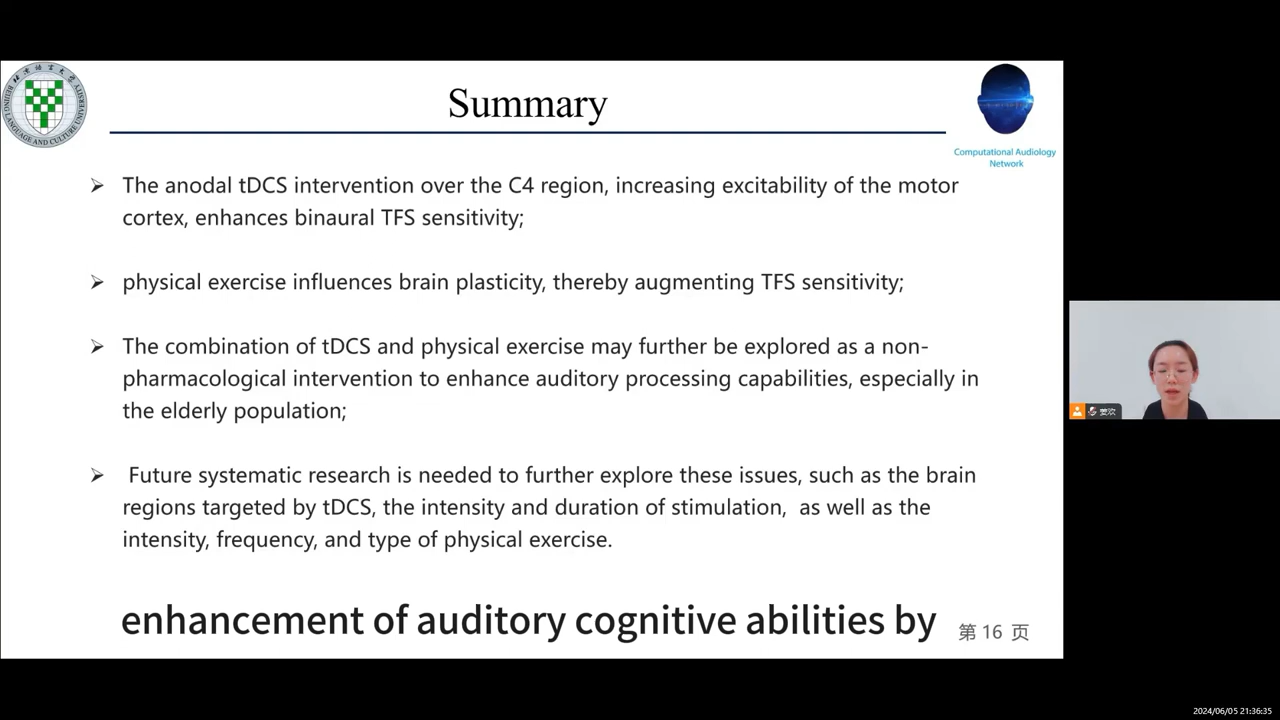 Summary
BEIJING LANGUAGE AND CULTURE UNIVERSITY
Computational Audiology
Network
➢ The anodal tDCS intervention over the C4 region, increasing excitability of the motor
cortex, enhances binaural TFS sensitivity;
➢ physical exercise influences brain plasticity, thereby augmenting TFS sensitivity;
➢ The combination of tDCS and physical exercise may further be explored as a non-
pharmacological intervention to enhance auditory processing capabilities, especially in
the elderly population;
➢ Future systematic research is needed to further explore these issues, such as the brain
regions targeted by tDCS, the intensity and duration of stimulation, as well as the
intensity, frequency, and type of physical exercise.
enhancement of auditory cognitive abilities by
第 16 页
2024/06/05 21:36:35